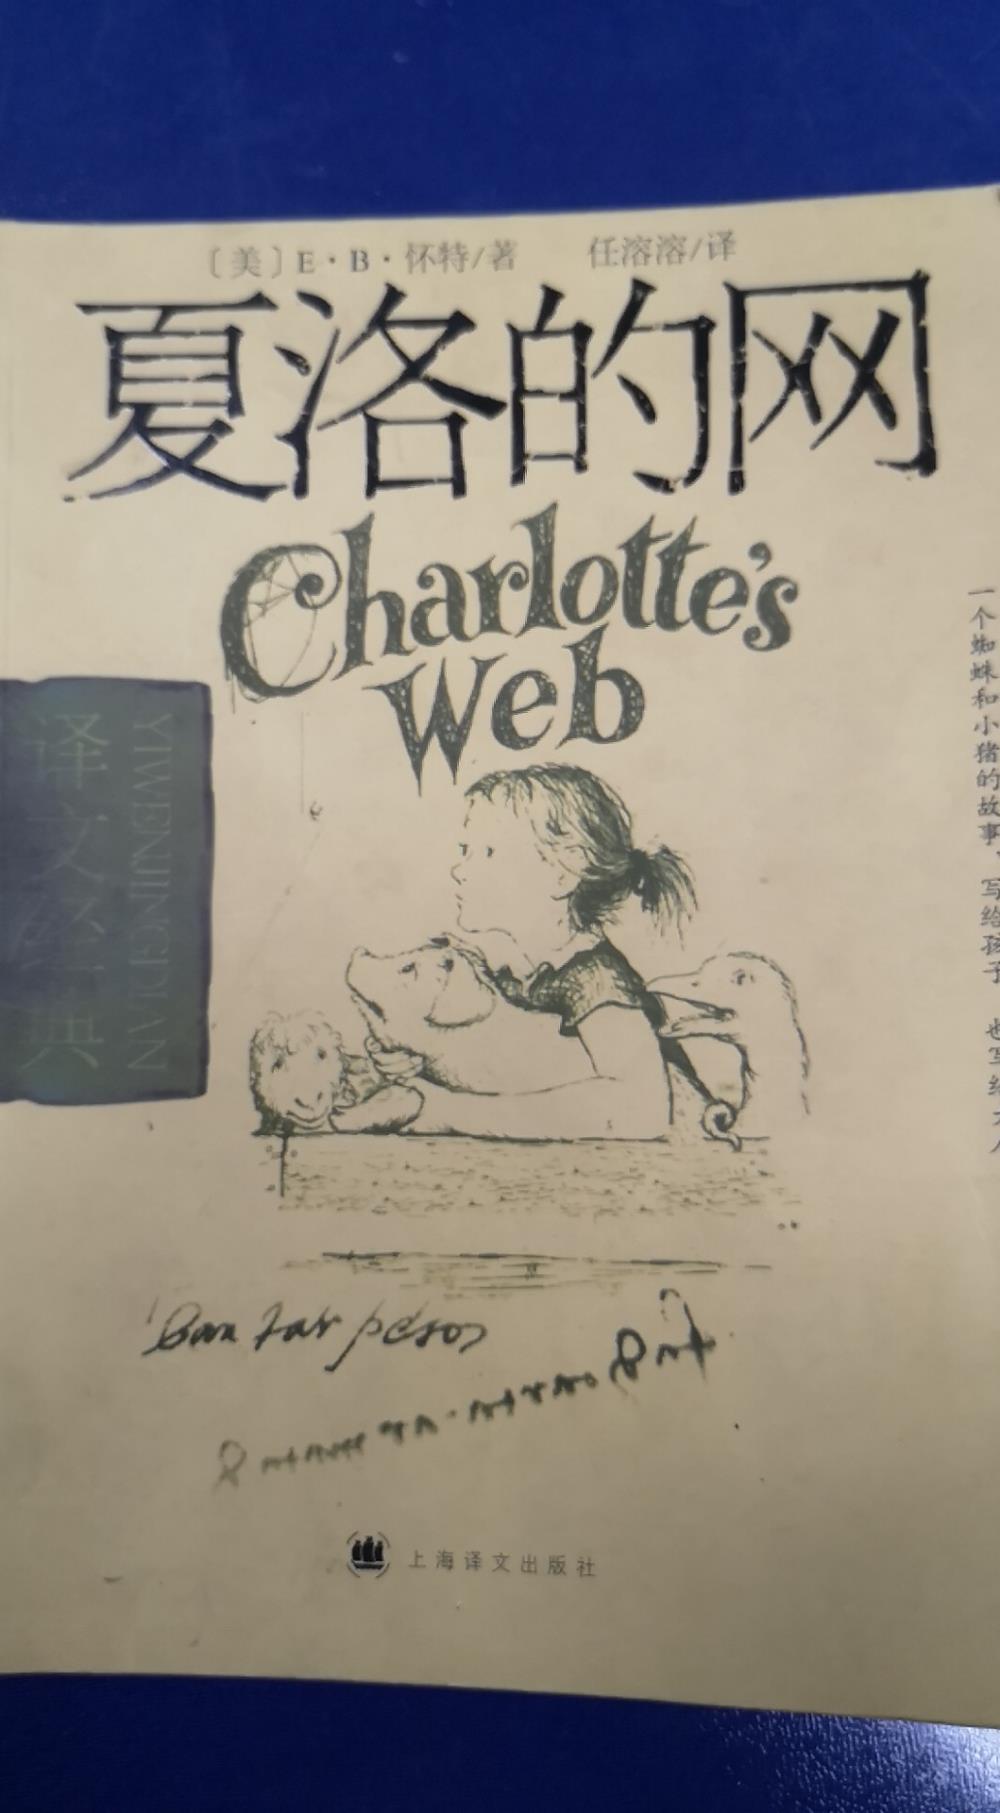 〔美〕E·B·怀特/著 任溶溶/译
夏洛的网
Charlotte's
Web
译文经典
YIWENJINGDIAN
一个蜘蛛和小猪的故事，写给孩子 也写给大人
上海译文出版社